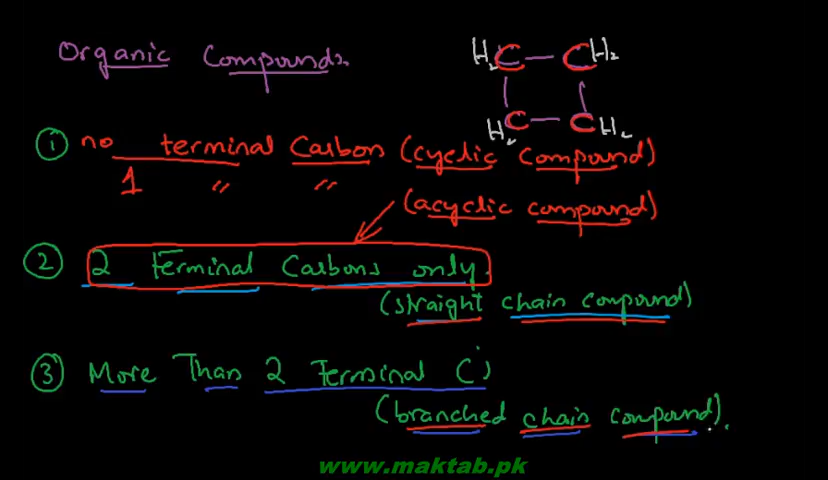 Organic Compounds.
H₂C — CH₂
H₂C — CH₂
① no terminal Carbon (cyclic compound)
1 " "
(acyclic compound)
② 2 Terminal Carbons only.
(straight chain compound)
③ More Than 2 Terminal C's
(branched chain compound).
www.maktab.pk